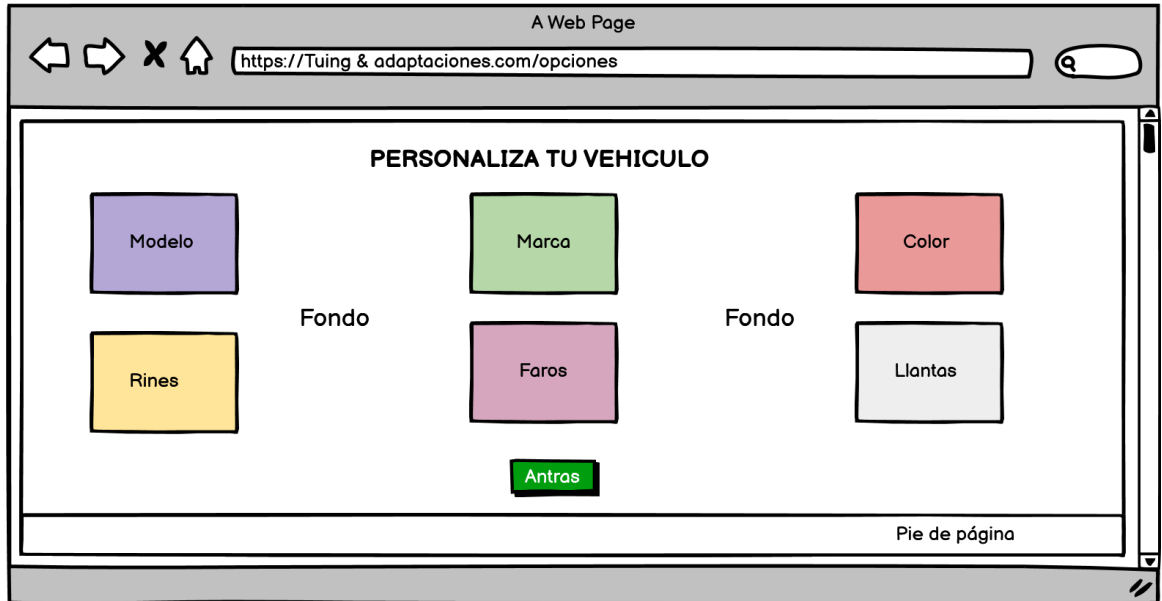 A Web Page
https://Tuing & adaptaciones.com/opciones
PERSONALIZA TU VEHICULO
Modelo
Marca
Color
Fondo
Fondo
Rines
Faros
Llantas
Antras
Pie de página